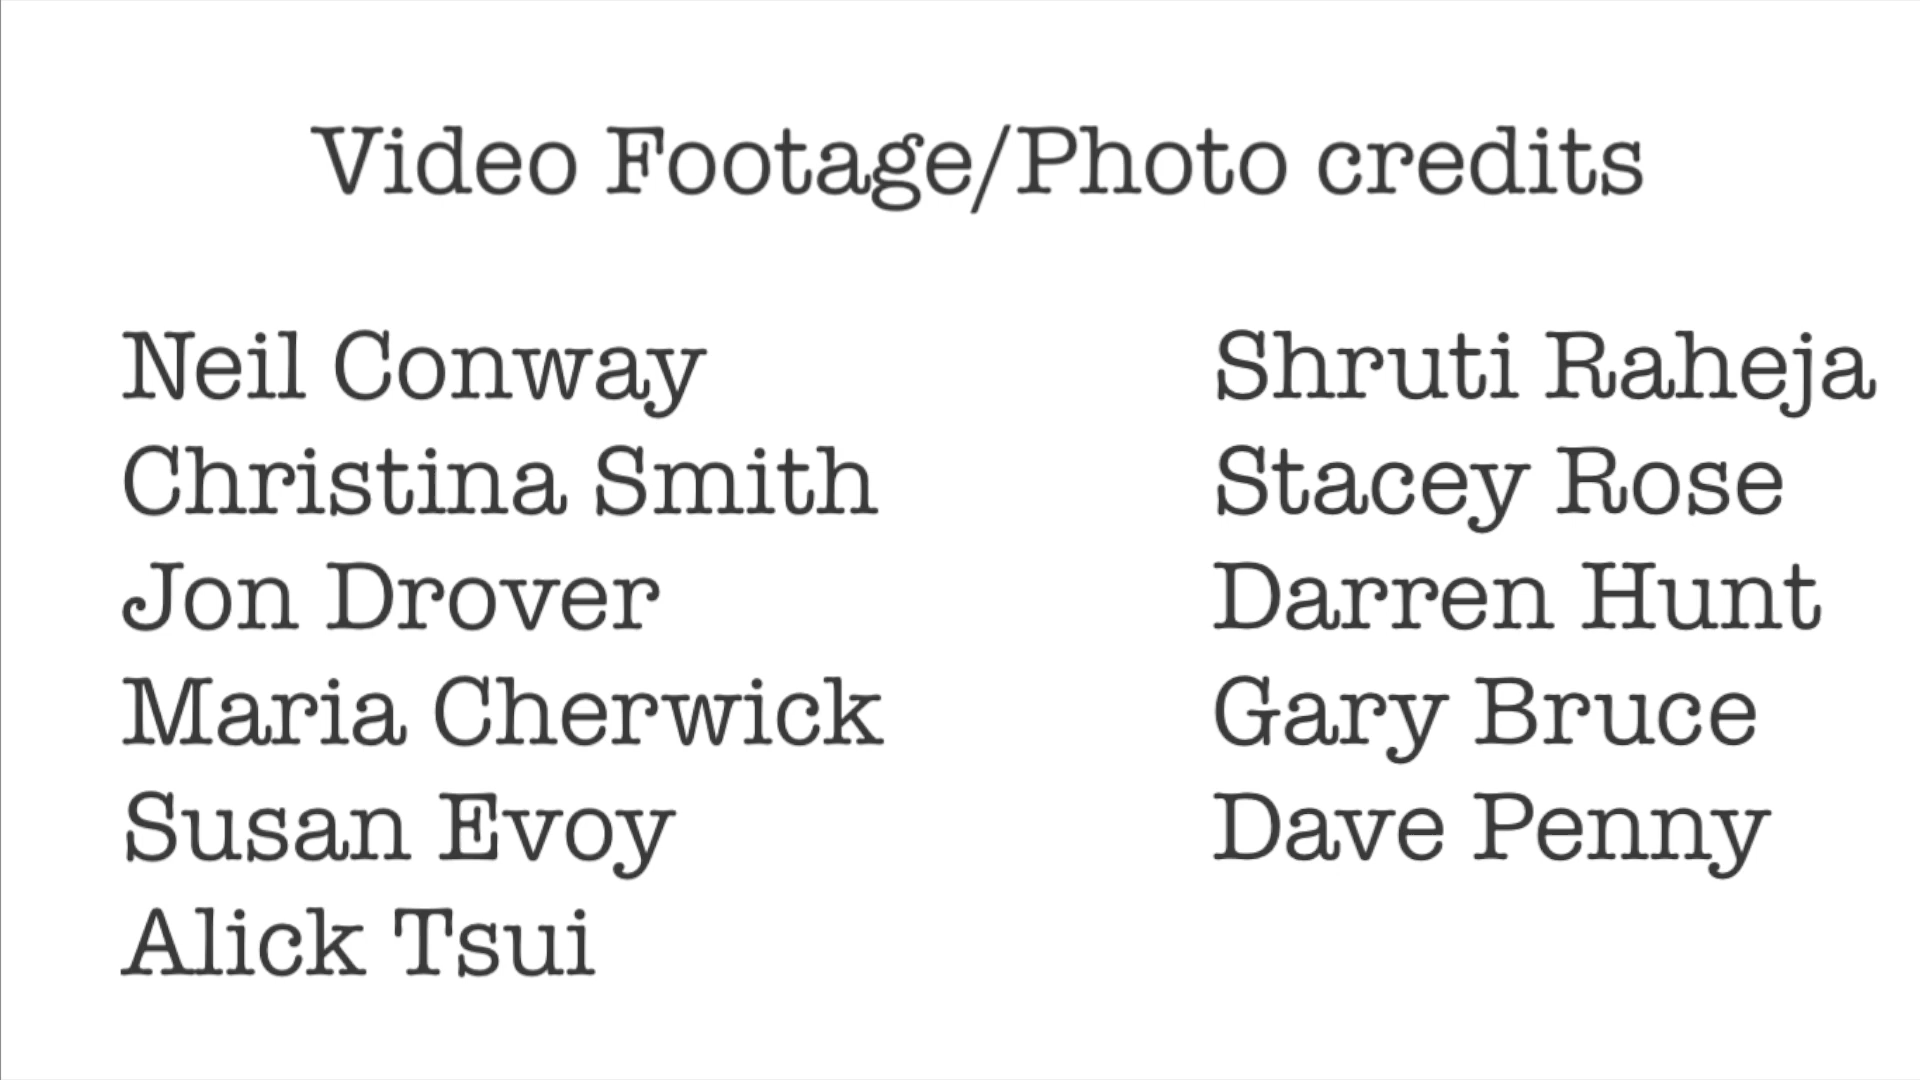 Video Footage/Photo credits
Neil Conway
Christina Smith
Jon Drover
Maria Cherwick
Susan Evoy
Alick Tsui
Shruti Raheja
Stacey Rose
Darren Hunt
Gary Bruce
Dave Penny